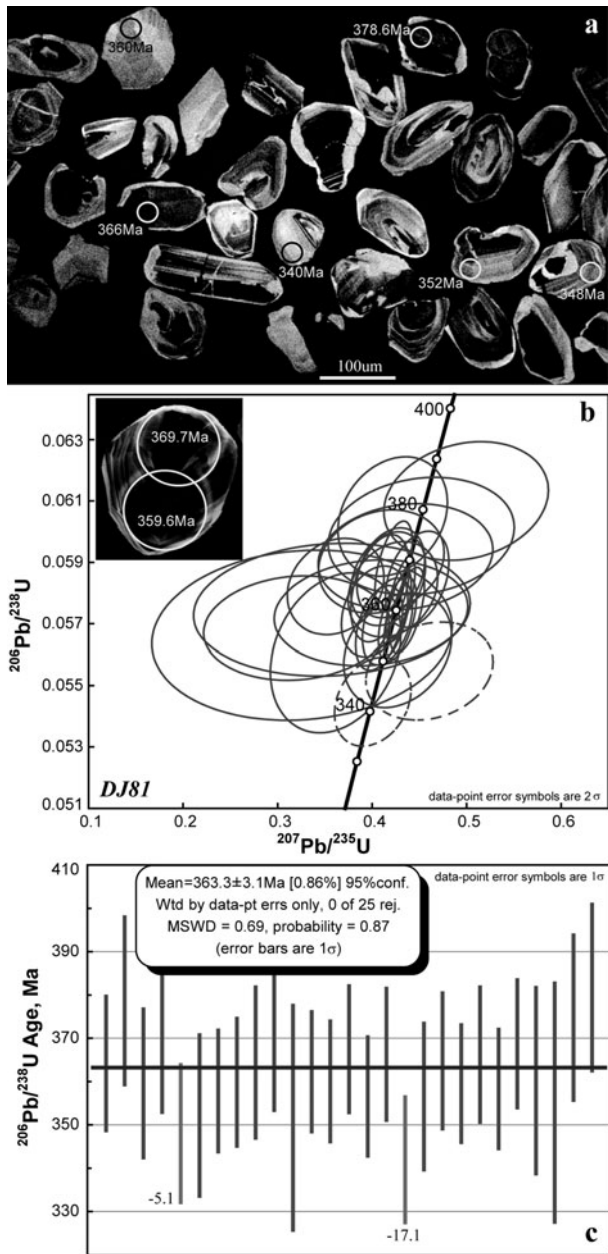 a
360Ma
378.6Ma
366Ma
340Ma
352Ma
348Ma
100um
b
369.7Ma
359.6Ma
400
380
360
340
0.063
0.061
0.059
0.057
0.055
0.053
0.051
206Pb/238U
DJ81
data-point error symbols are 2σ
0.1 0.2 0.3 0.4 0.5 0.6
207Pb/235U
410
390
370
350
330
206Pb/238U Age, Ma
data-point error symbols are 1σ
Mean=363.3±3.1Ma [0.86%] 95%conf.
Wtd by data-pt errs only, 0 of 25 rej.
MSWD = 0.69, probability = 0.87
(error bars are 1σ)
-5.1
-17.1
c